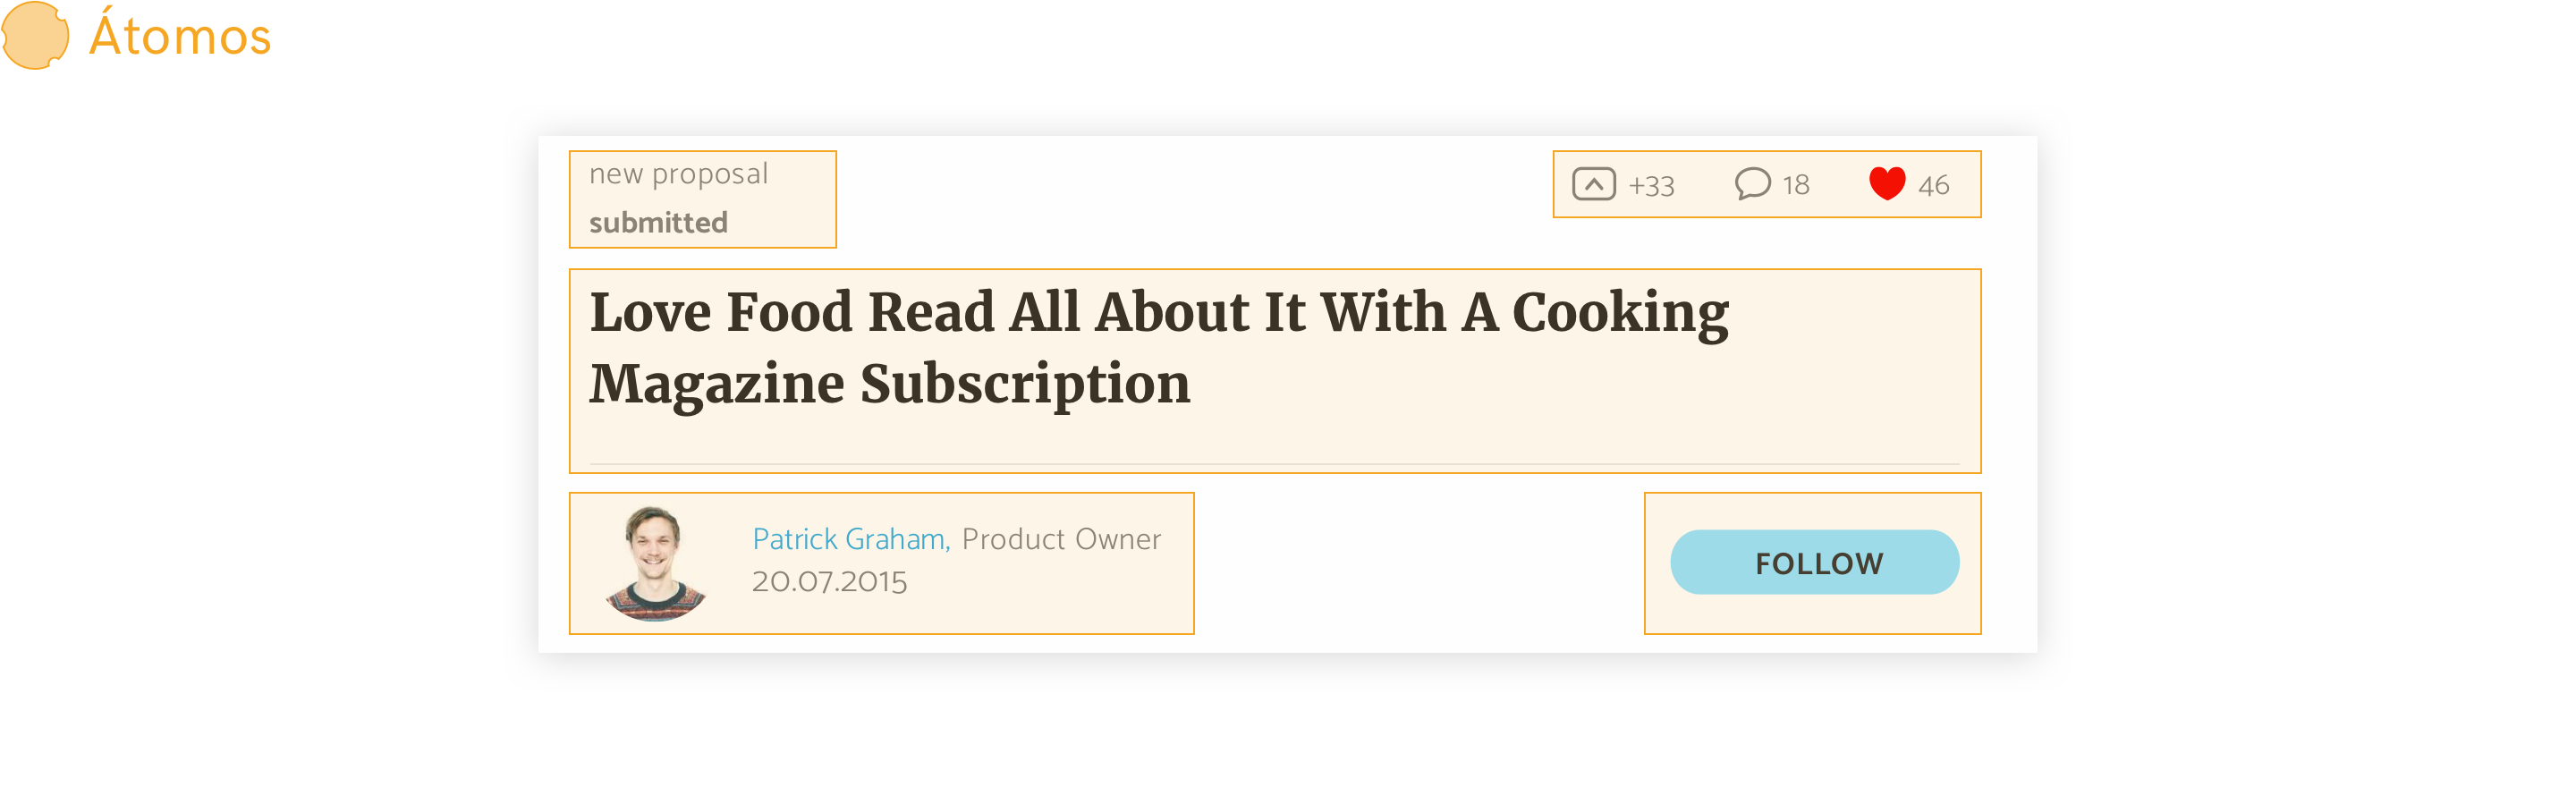 Átomos
new proposal
submitted
+33 18 46
Love Food Read All About It With A Cooking
Magazine Subscription
Patrick Graham, Product Owner
20.07.2015
FOLLOW